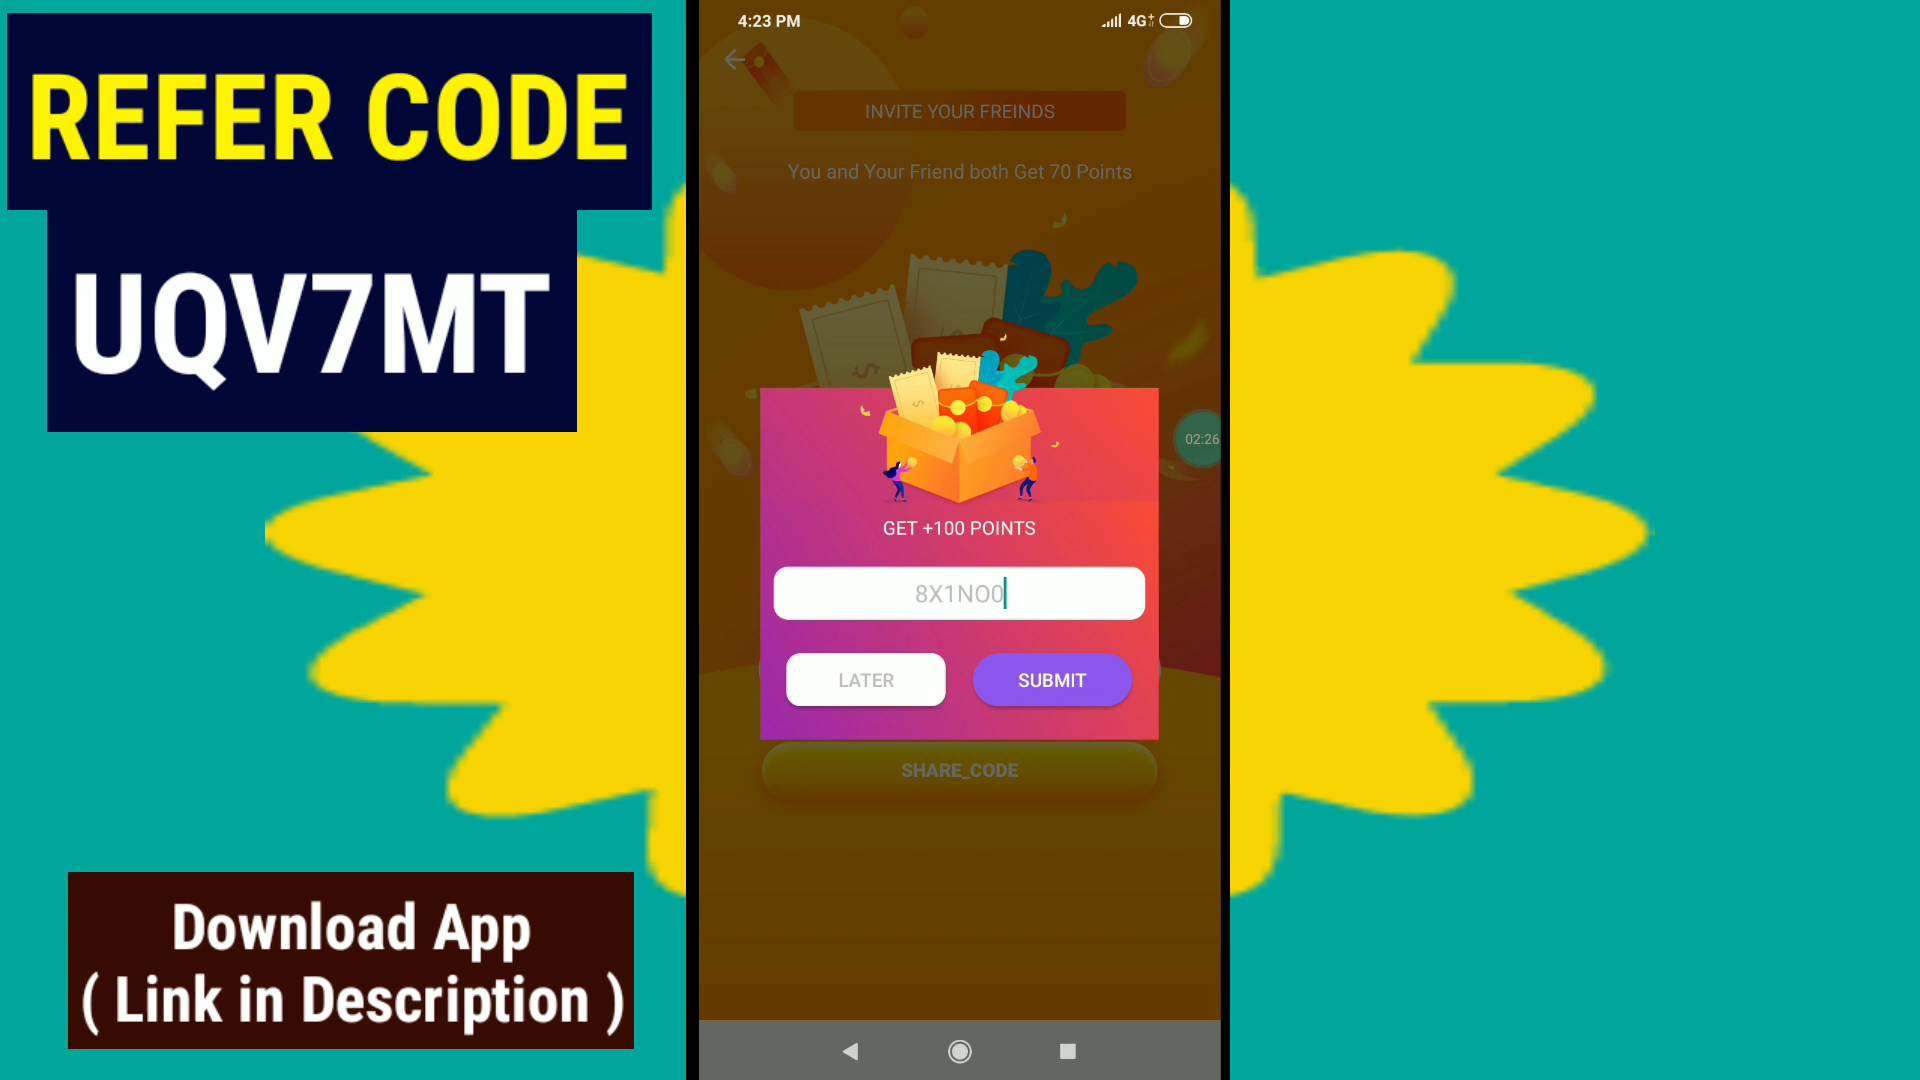 REFER CODE
UQV7MT
Download App
( Link in Description )
4:23 PM
4G+
INVITE YOUR FREINDS
You and Your Friend both Get 70 Points
02:26
GET +100 POINTS
8X1NO0
LATER
SUBMIT
SHARE_CODE